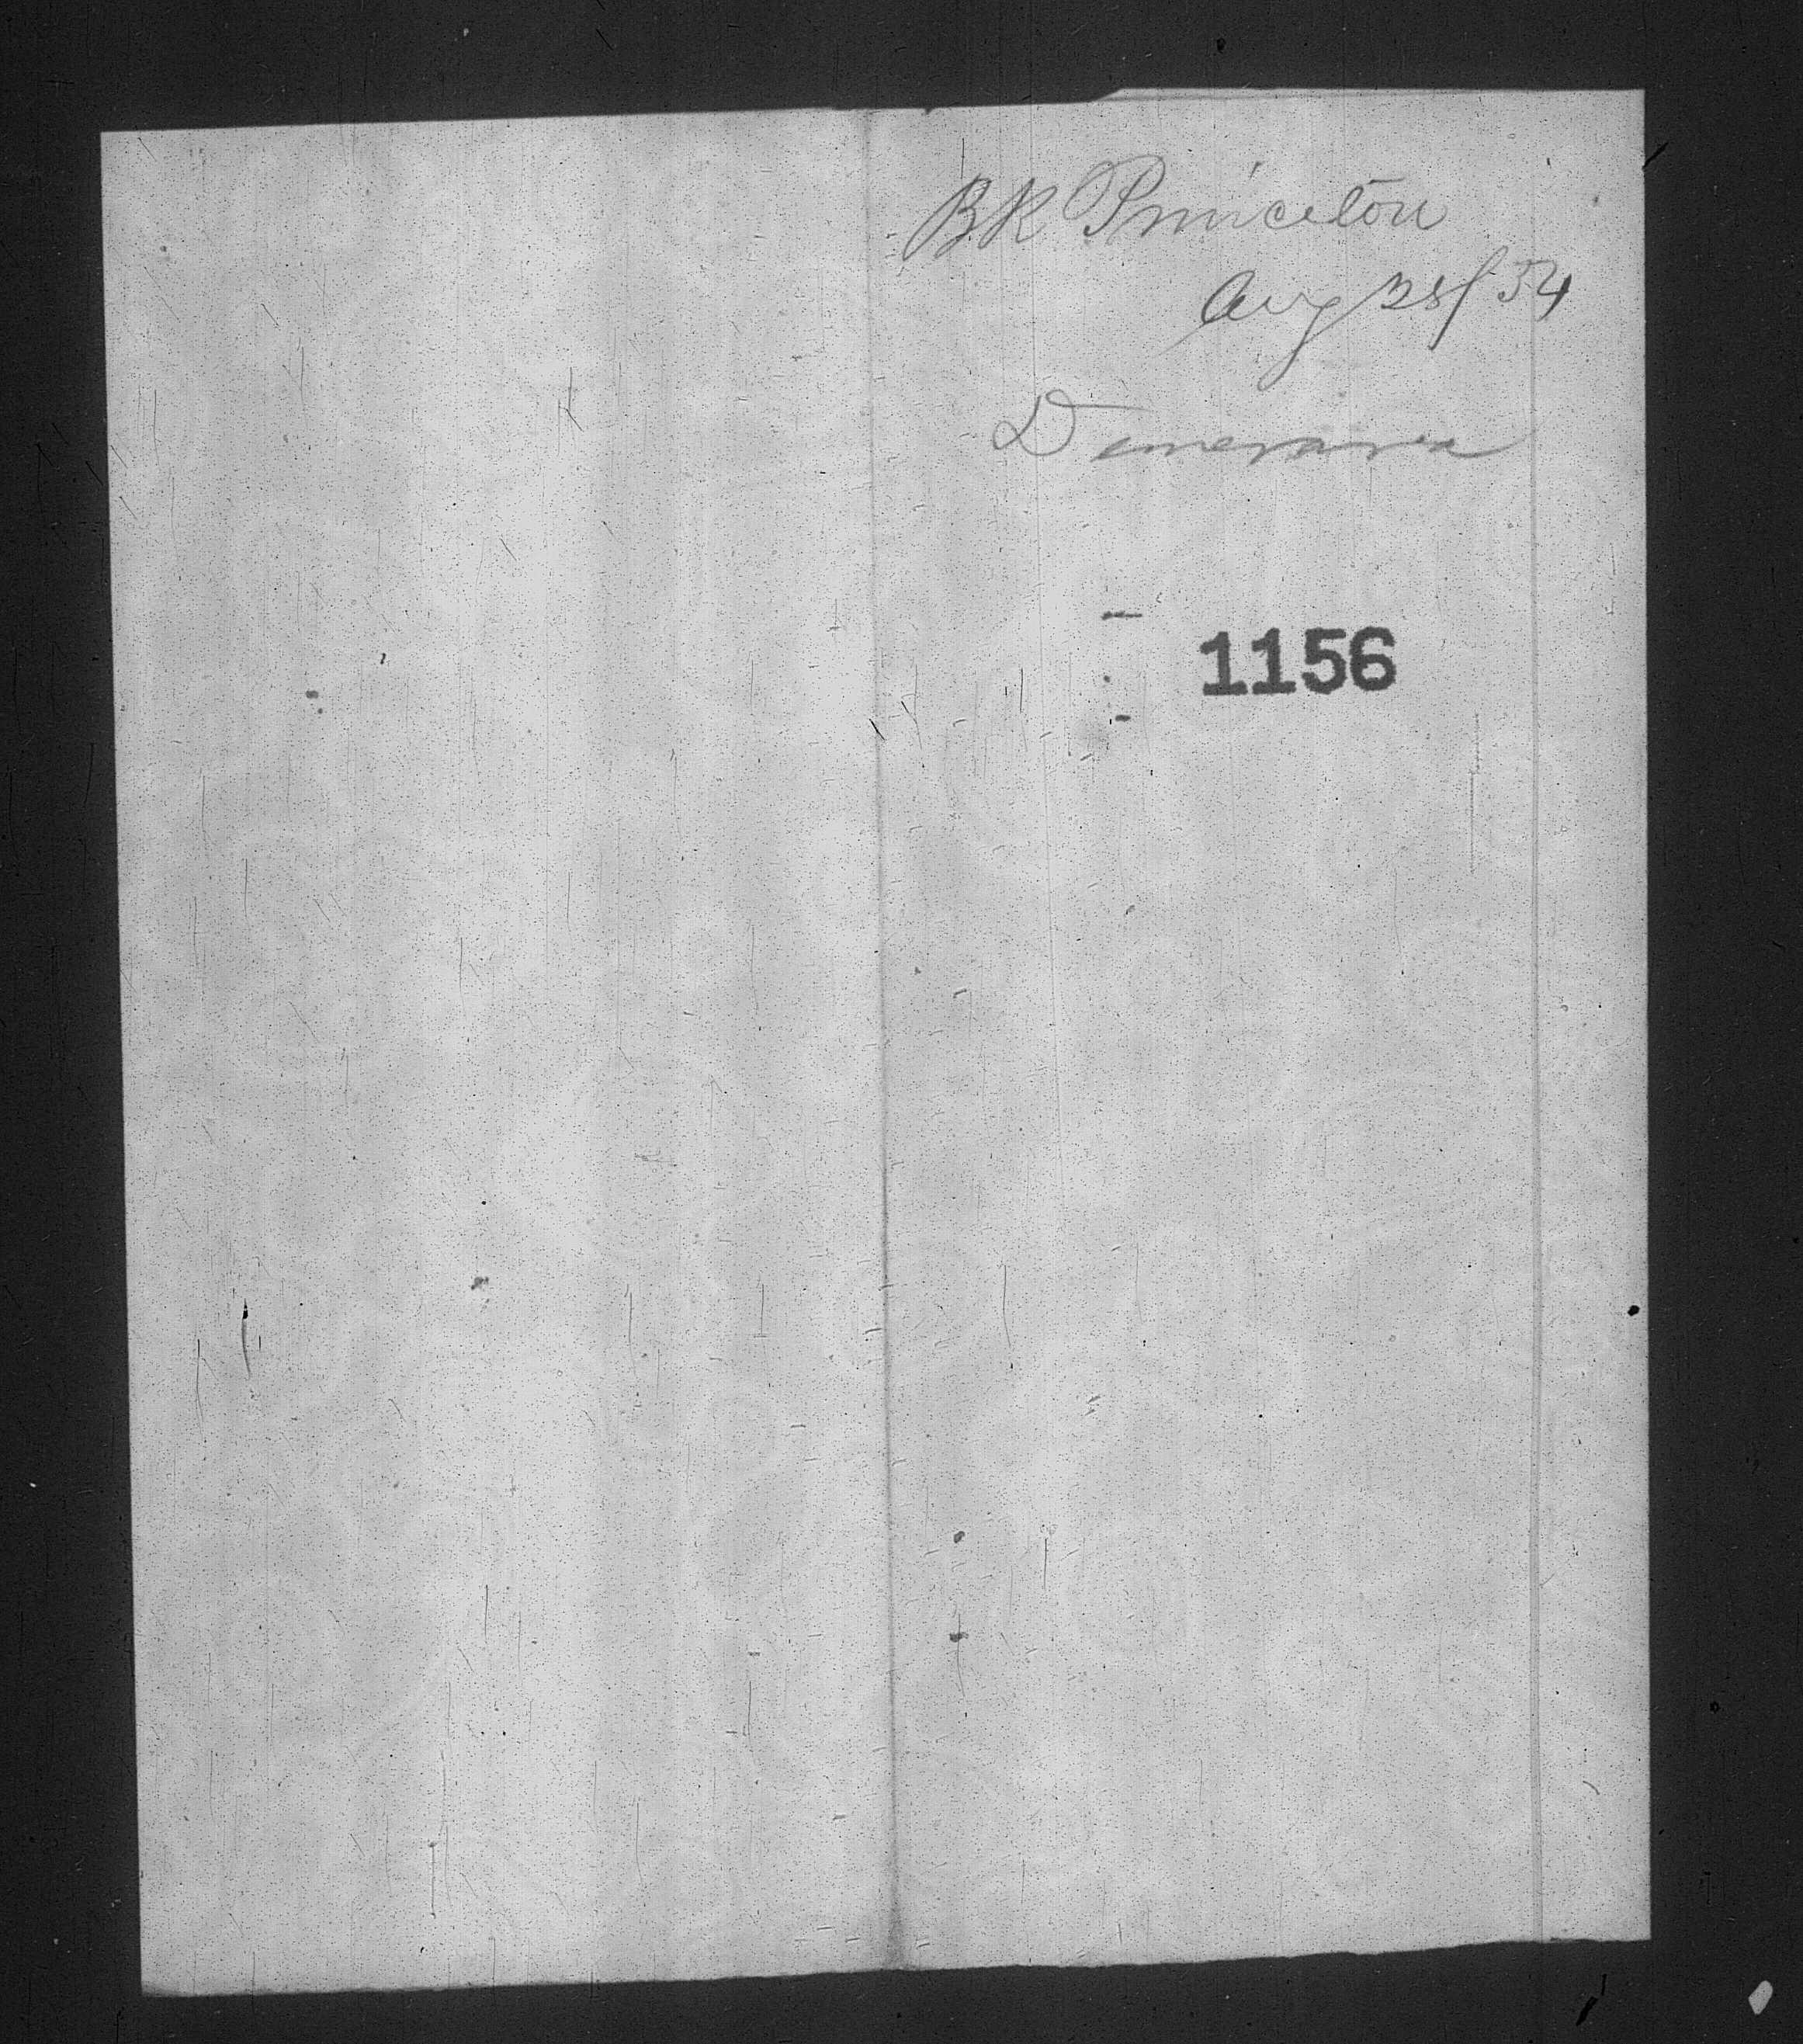 BK Princeton
Aug 28/54
Demerara
1156